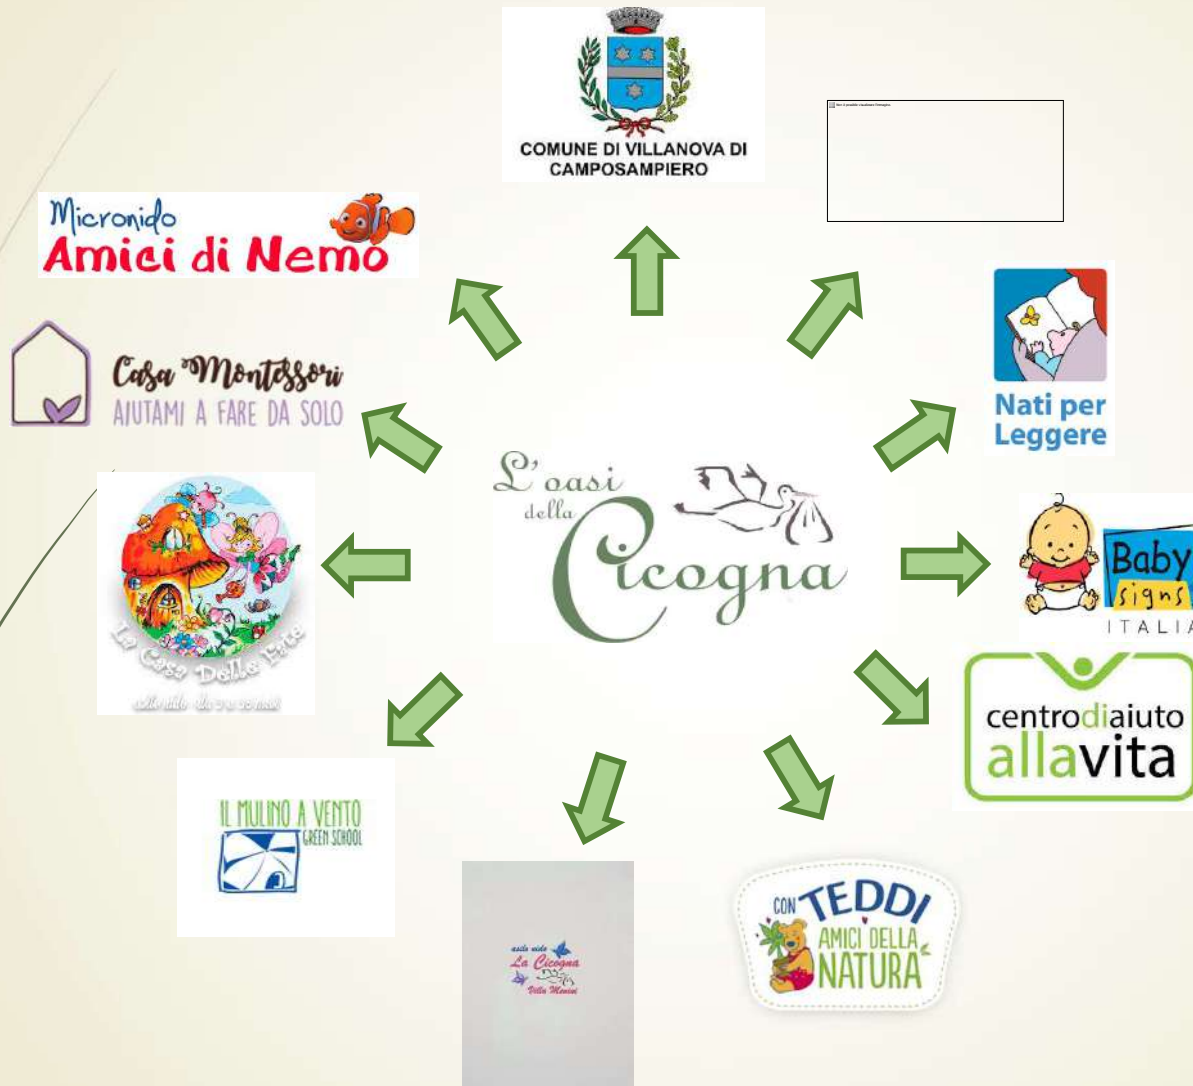 COMUNE DI VILLANOVA DI
CAMPOSAMPIERO
Micronido
Amici di Nemo
Nati per
Leggere
Casa Montessori
AIUTAMI A FARE DA SOLO
L'oasi
della
Cicogna
Baby
signs
ITALIA
La Casa Delle Fate
centrodiaiuto
allavita
IL MULINO A VENTO
GREEN SCHOOL
CON TEDDI
AMICI DELLA
NATURA
asilo nido
La Cicogna
Villa